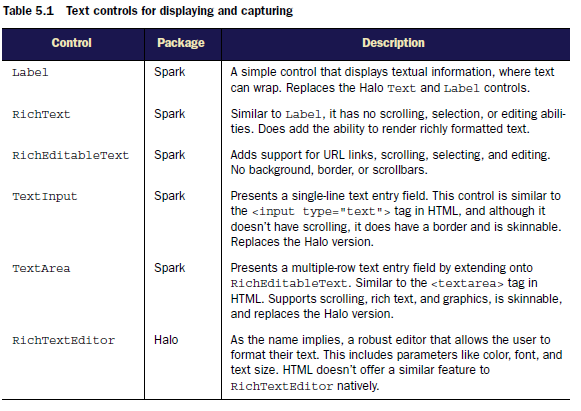 Table 5.1 Text controls for displaying and capturing
Control Package Description
Label Spark A simple control that displays textual information, where text
can wrap. Replaces the Halo Text and Label controls.
RichText Spark Similar to Label, it has no scrolling, selection, or editing abili-
ties. Does add the ability to render richly formatted text.
RichEditableText Spark Adds support for URL links, scrolling, selecting, and editing.
No background, border, or scrollbars.
TextInput Spark Presents a single-line text entry field. This control is similar to
the <input type="text"> tag in HTML, and although it
doesn't have scrolling, it does have a border and is skinnable.
Replaces the Halo version.
TextArea Spark Presents a multiple-row text entry field by extending onto
RichEditableText. Similar to the <textarea> tag in
HTML. Supports scrolling, rich text, and graphics, is skinnable,
and replaces the Halo version.
RichTextEditor Halo As the name implies, a robust editor that allows the user to
format their text. This includes parameters like color, font, and
text size. HTML doesn't offer a similar feature to
RichTextEditor natively.